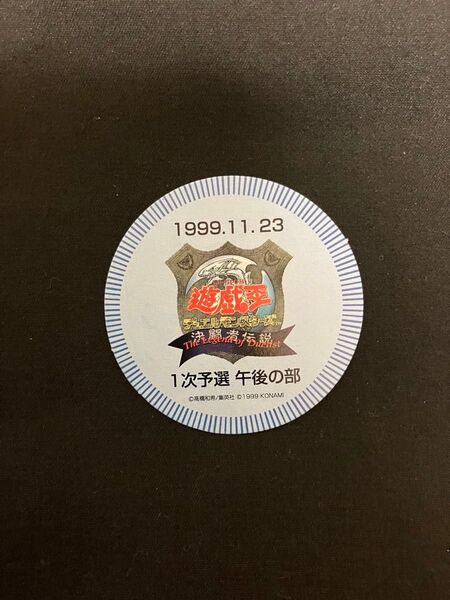 1999.11.23
遊戯王
デュエルモンスターズ
決闘者伝説
The Legend of Duelist
1次予選 午後の部
©高橋和希/集英社 ©1999 KONAMI